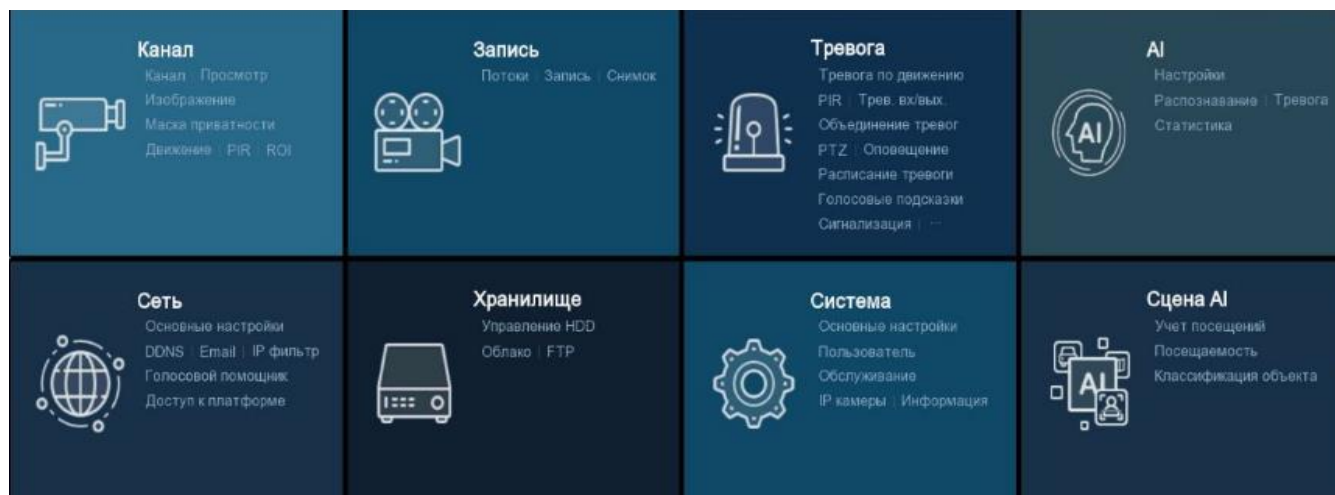 Канал
Канал | Просмотр
Изображение
Маска приватности
Движение | PIR | ROI
Запись
Потоки | Запись | Снимок
Тревога
Тревога по движению
PIR | Трев. вх/вых.
Объединение тревог
PTZ | Оповещение
Расписание тревоги
Голосовые подсказки
Сигнализация | ...
AI
Настройки
Распознавание | Тревога
Статистика
AI
Сеть
Основные настройки
DDNS | Email | IP фильтр
Голосовой помощник
Доступ к платформе
Хранилище
Управление HDD
Облако | FTP
Система
Основные настройки
Пользователь
Обслуживание
IP камеры | Информация
Сцена AI
Учет посещений
Посещаемость
Классификация объекта
AI